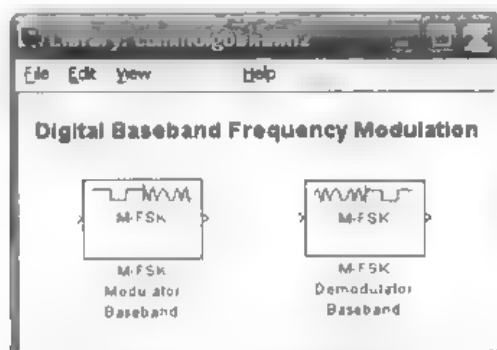 File Edit View Help
Digital Baseband Frequency Modulation
M-FSK
M-FSK
M-FSK
Modulator
Baseband
M-FSK
Demodulator
Baseband